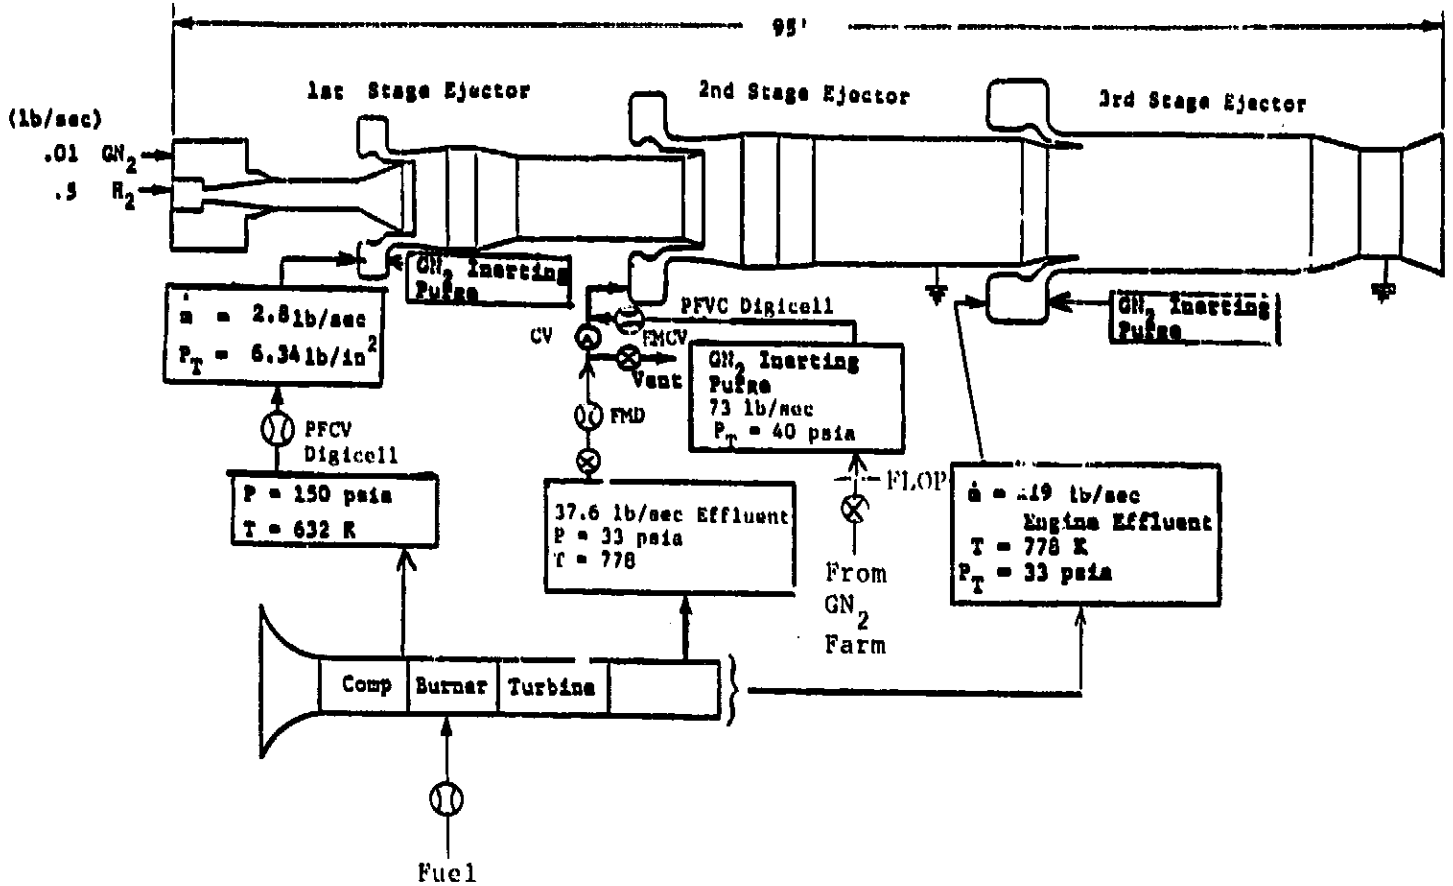 95'
1st Stage Ejector
2nd Stage Ejector
3rd Stage Ejector
(lb/sec)
.01 GN2
.5 H2
GN2 Inerting
Purge
ṁ = 2.8 lb/sec
PT = 6.34 lb/in2
PFCV
Digicell
P = 150 psia
T = 632 K
CV
PFVC Digicell
FMCV
Vent
FMD
GN2 Inerting
Purge
73 lb/sec
PT = 40 psia
FLOP
From
GN2
Farm
37.6 lb/sec Effluent
P = 33 psia
T = 778
GN2 Inerting
Purge
ṁ = 19 lb/sec
Engine Effluent
T = 778 K
PT = 33 psia
Comp
Burner
Turbine
Fuel